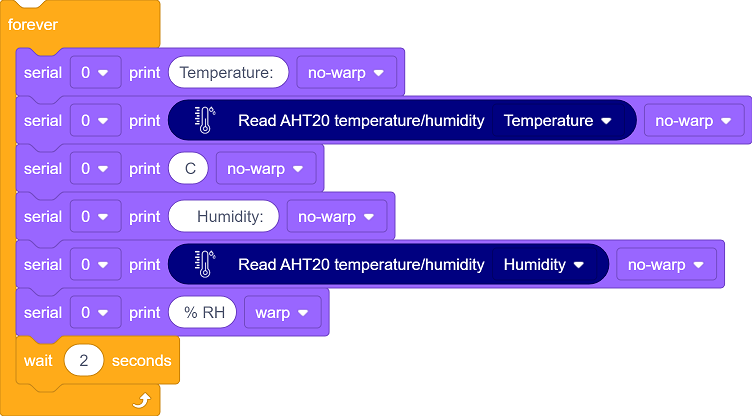 forever
serial 0 print Temperature: no-warp
serial 0 print Read AHT20 temperature/humidity Temperature no-warp
serial 0 print C no-warp
serial 0 print Humidity: no-warp
serial 0 print Read AHT20 temperature/humidity Humidity no-warp
serial 0 print % RH warp
wait 2 seconds